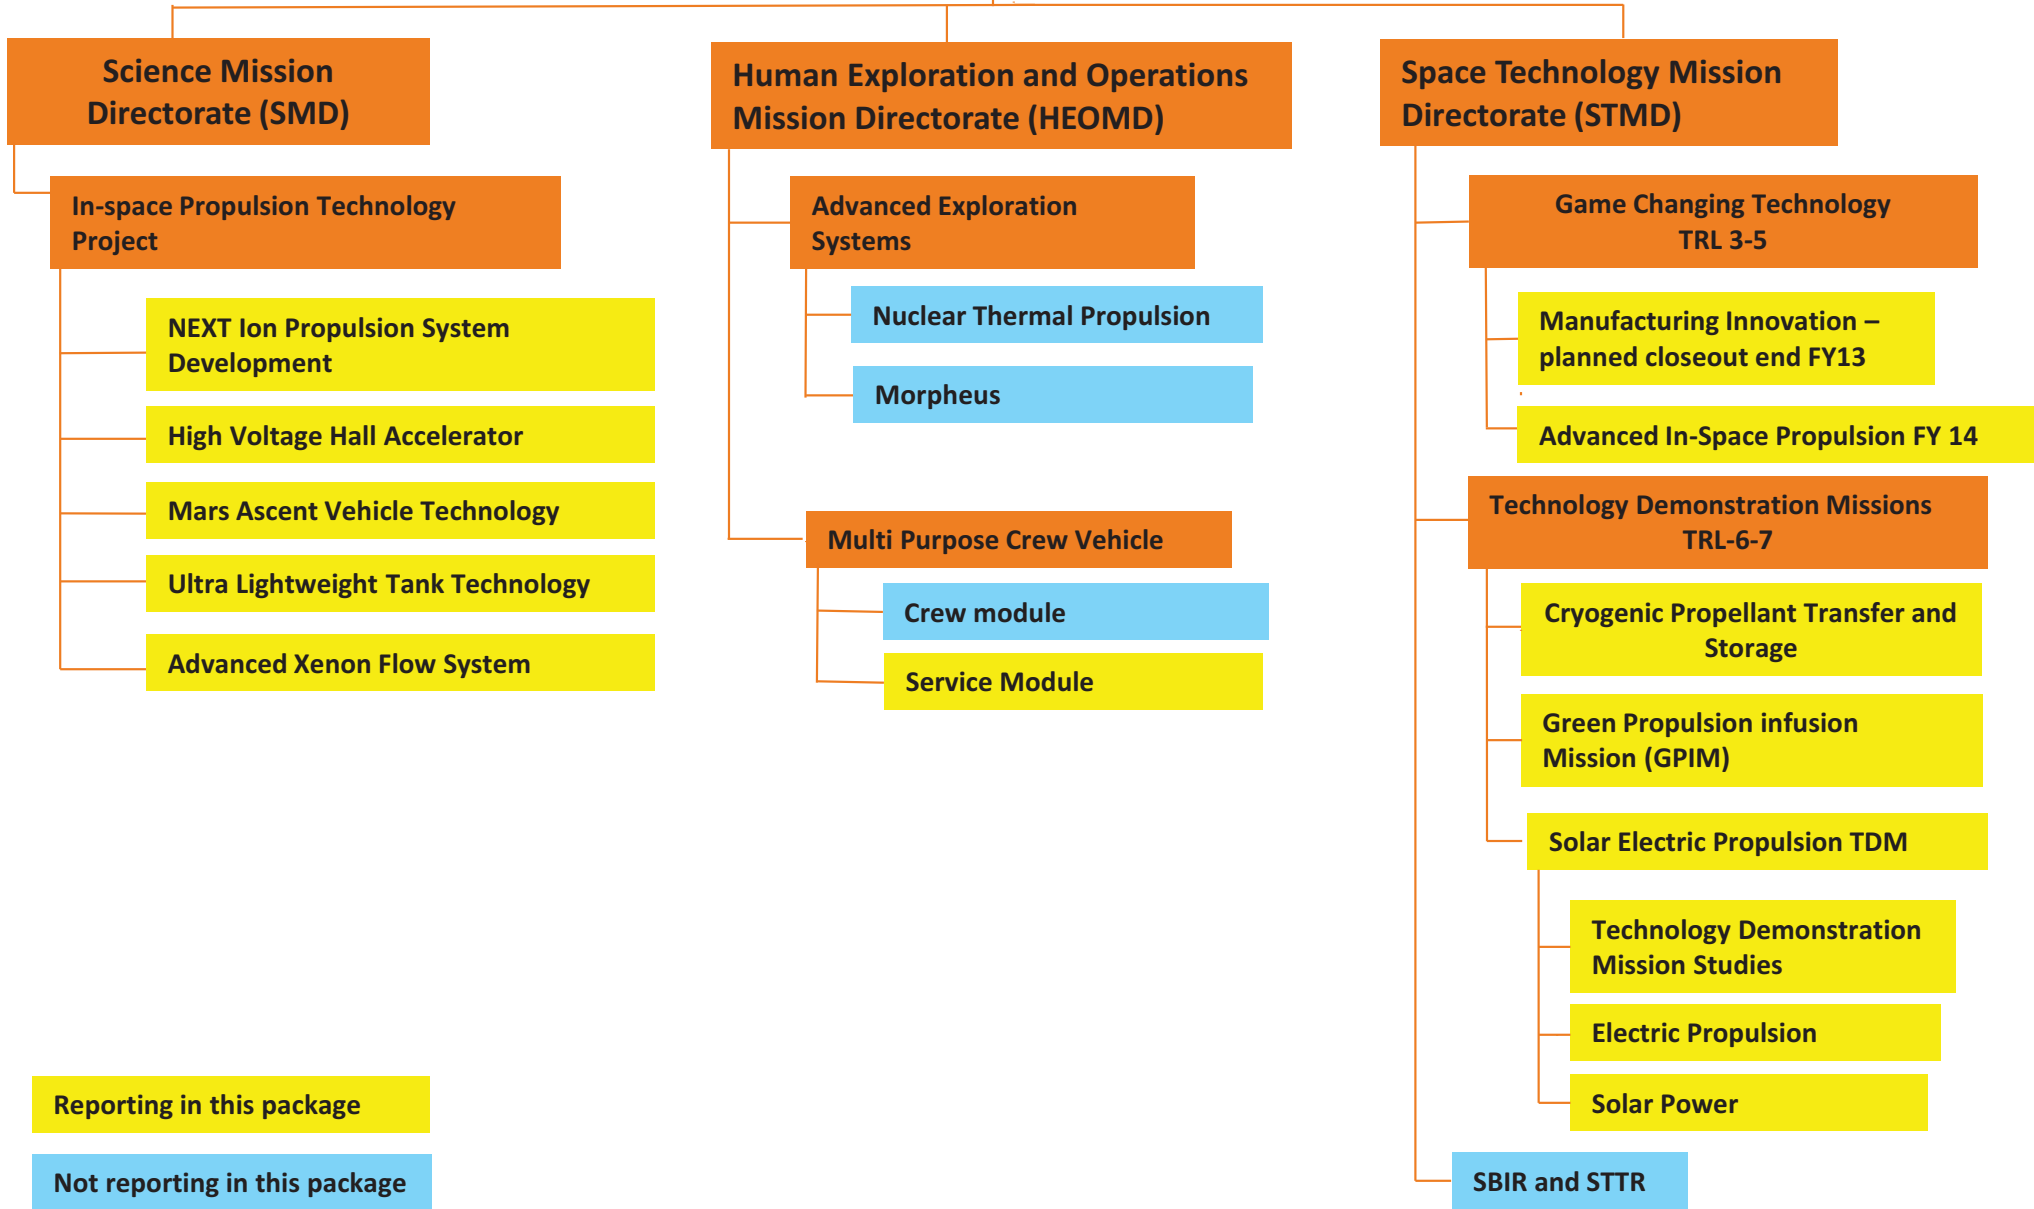 Science Mission
Directorate (SMD)
In-space Propulsion Technology
Project
NEXT Ion Propulsion System
Development
High Voltage Hall Accelerator
Mars Ascent Vehicle Technology
Ultra Lightweight Tank Technology
Advanced Xenon Flow System
Reporting in this package
Not reporting in this package
Human Exploration and Operations
Mission Directorate (HEOMD)
Advanced Exploration
Systems
Nuclear Thermal Propulsion
Morpheus
Multi Purpose Crew Vehicle
Crew module
Service Module
Space Technology Mission
Directorate (STMD)
Game Changing Technology
TRL 3-5
Manufacturing Innovation –
planned closeout end FY13
Advanced In-Space Propulsion FY 14
Technology Demonstration Missions
TRL-6-7
Cryogenic Propellant Transfer and
Storage
Green Propulsion infusion
Mission (GPIM)
Solar Electric Propulsion TDM
Technology Demonstration
Mission Studies
Electric Propulsion
Solar Power
SBIR and STTR